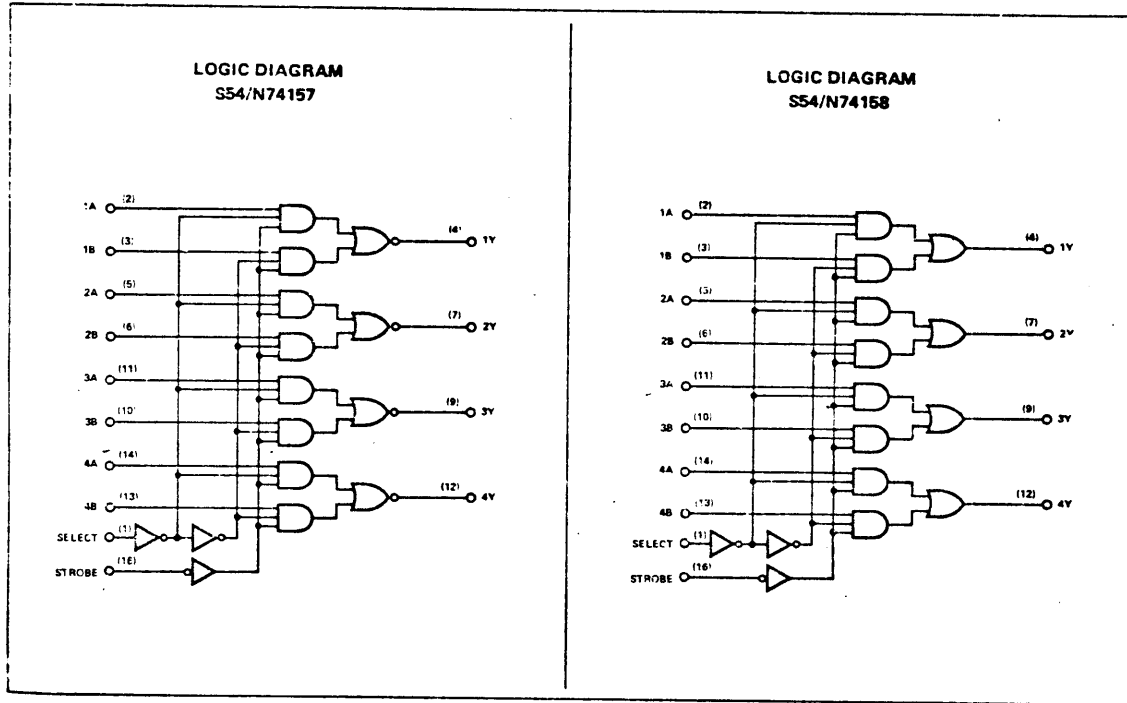 LOGIC DIAGRAM
S54/N74157
1A (2)
(4) 1Y
1B (3)
2A (5)
(7) 2Y
2B (6)
3A (11)
(9) 3Y
3B (10)
4A (14)
(12) 4Y
4B (13)
SELECT (1)
STROBE (16)
LOGIC DIAGRAM
S54/N74158
1A (2)
(4) 1Y
1B (3)
2A (5)
(7) 2Y
2B (6)
3A (11)
(9) 3Y
3B (10)
4A (14)
(12) 4Y
4B (13)
SELECT (1)
STROBE (16)